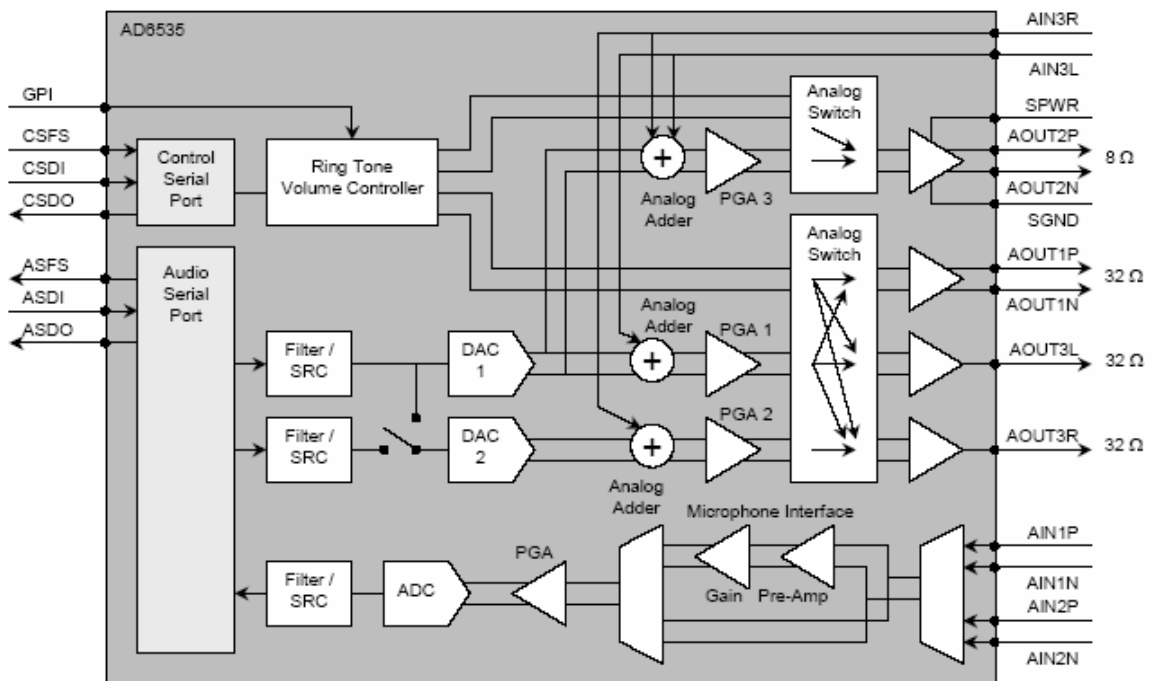 AD6535
AIN3R
AIN3L
GPI
CSFS
CSDI
CSDO
Control
Serial
Port
Ring Tone
Volume Controller
Analog
Adder
PGA 3
Analog
Switch
SPWR
AOUT2P
8 Ω
AOUT2N
SGND
ASFS
ASDI
ASDO
Audio
Serial
Port
Filter /
SRC
DAC
1
Analog
Adder
PGA 1
Analog
Switch
AOUT1P
32 Ω
AOUT1N
AOUT3L
32 Ω
Filter /
SRC
DAC
2
Analog
Adder
PGA 2
AOUT3R
32 Ω
Filter /
SRC
ADC
PGA
Microphone Interface
Gain
Pre-Amp
AIN1P
AIN1N
AIN2P
AIN2N